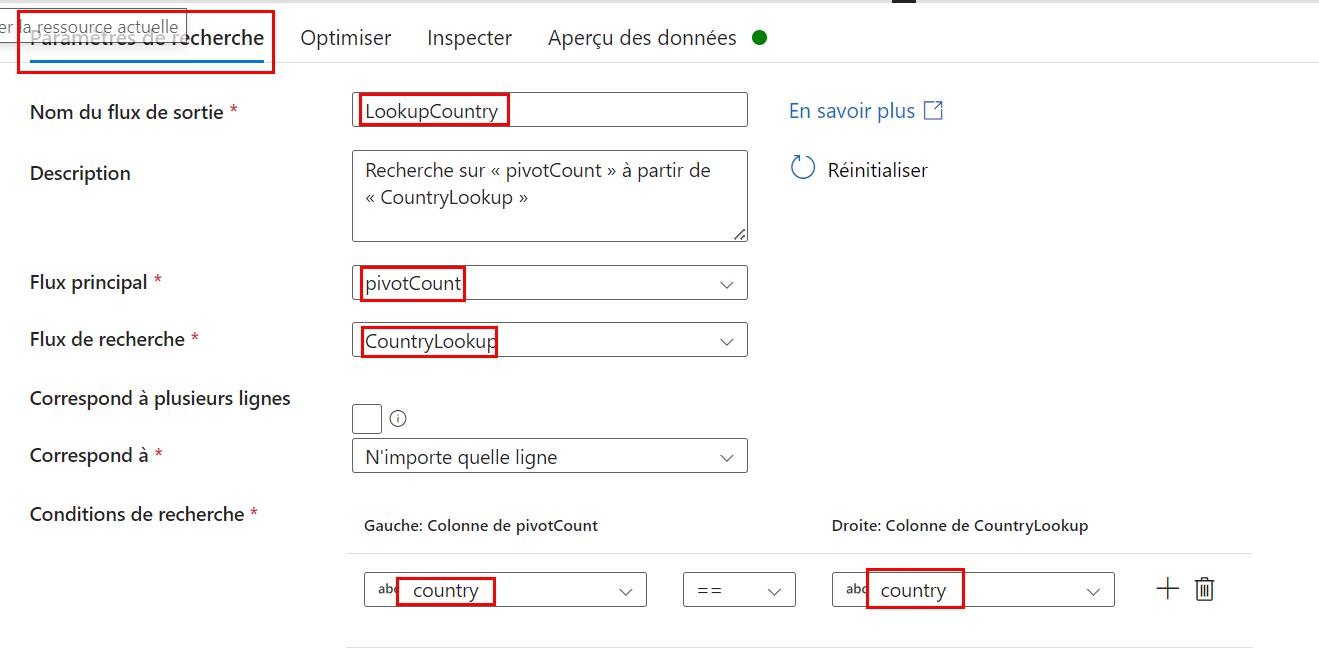 er la ressource actuelle
Paramètres de recherche Optimiser Inspecter Aperçu des données
Nom du flux de sortie * LookupCountry En savoir plus
Description Recherche sur « pivotCount » à partir de
« CountryLookup »
Réinitialiser
Flux principal * pivotCount
Flux de recherche * CountryLookup
Correspond à plusieurs lignes
Correspond à * N'importe quelle ligne
Conditions de recherche *
Gauche: Colonne de pivotCount Droite: Colonne de CountryLookup
abc country == abc country